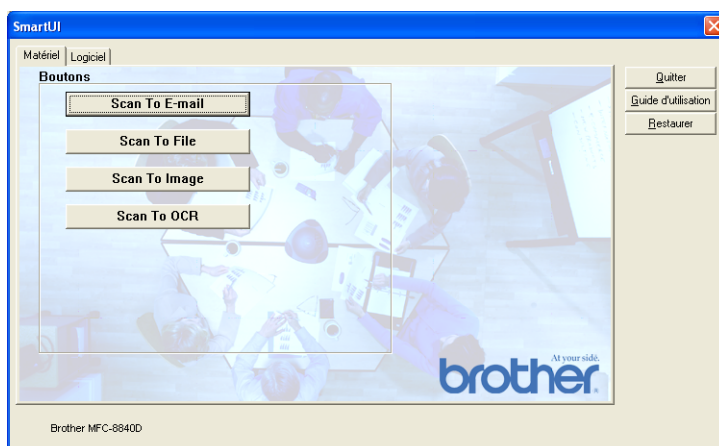 SmartUI
Matériel Logiciel
Boutons
Scan To E-mail
Scan To File
Scan To Image
Scan To OCR
Quitter
Guide d'utilisation
Restaurer
At your side.
brother
Brother MFC-8840D